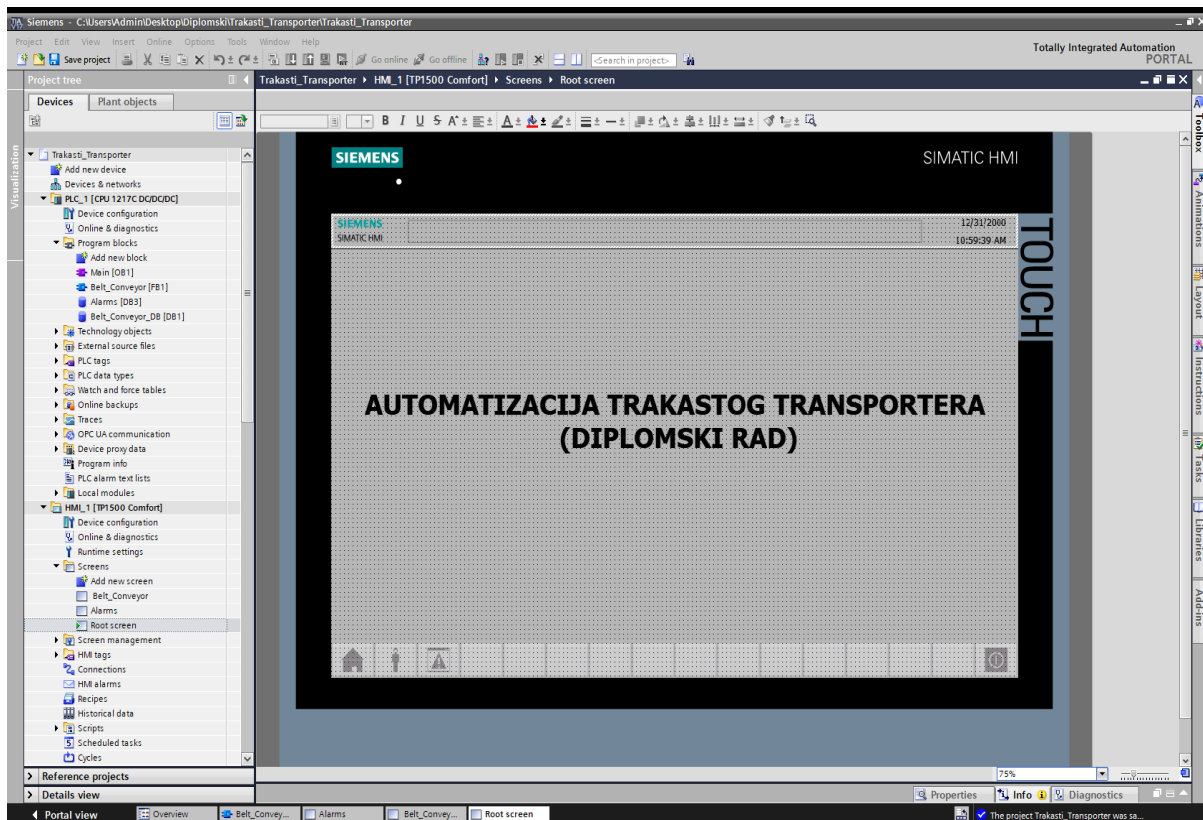 Siemens - C:\Users\Admin\Desktop\Diplomski\Trakasti_Transporter\Trakasti_Transporter
Project Edit View Insert Online Options Tools Window Help
Totally Integrated Automation
PORTAL
Save project
Go online
Go offline
<Search in project>
Project tree
Trakasti_Transporter
HMI_1 [TP1500 Comfort]
Screens
Root screen
Devices
Plant objects
B I U S A
Visualization
Trakasti_Transporter
Add new device
Devices & networks
PLC_1 [CPU 1217C DC/DC/DC]
Device configuration
Online & diagnostics
Program blocks
Add new block
Main [OB1]
Belt_Conveyor [FB1]
Alarms [DB3]
Belt_Conveyor_DB [DB1]
Technology objects
External source files
PLC tags
PLC data types
Watch and force tables
Online backups
Traces
OPC UA communication
Device proxy data
Program info
PLC alarm text lists
Local modules
HMI_1 [TP1500 Comfort]
Device configuration
Online & diagnostics
Runtime settings
Screens
Add new screen
Belt_Conveyor
Alarms
Root screen
Screen management
HMI tags
Connections
HMI alarms
Recipes
Historical data
Scripts
Scheduled tasks
Cycles
Reference projects
Details view
SIEMENS
SIMATIC HMI
SIEMENS
SIMATIC HMI
12/31/2000
10:59:39 AM
TOUCH
AUTOMATIZACIJA TRAKASTOG TRANSPORTERA
(DIPLOMSKI RAD)
Toolbox
Animations
Layout
Instructions
Tasks
Libraries
Add-ins
75%
Properties
Info
Diagnostics
Portal view
Overview
Belt_Convey...
Alarms
Belt_Convey...
Root screen
The project Trakasti_Transporter was sa...